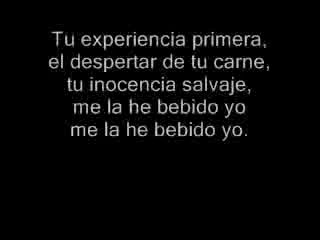 Tu experiencia primera,
el despertar de tu carne,
tu inocencia salvaje,
me la he bebido yo
me la he bebido yo.